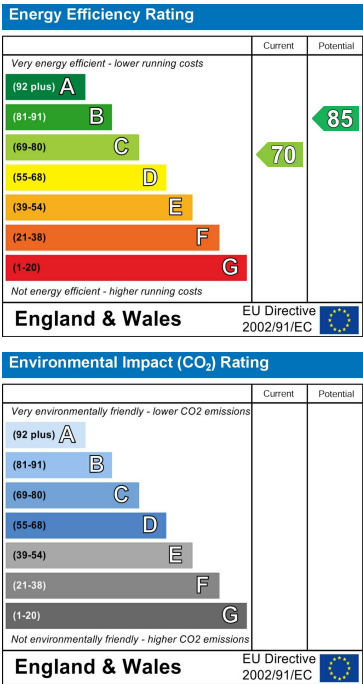 Energy Efficiency Rating
Current Potential
Very energy efficient - lower running costs
(92 plus) A
(81-91) B
(69-80) C
(55-68) D
(39-54) E
(21-38) F
(1-20) G
85
70
Not energy efficient - higher running costs
England & Wales
EU Directive
2002/91/EC
Environmental Impact (CO₂) Rating
Current Potential
Very environmentally friendly - lower CO2 emissions
(92 plus) A
(81-91) B
(69-80) C
(55-68) D
(39-54) E
(21-38) F
(1-20) G
Not environmentally friendly - higher CO2 emissions
England & Wales
EU Directive
2002/91/EC